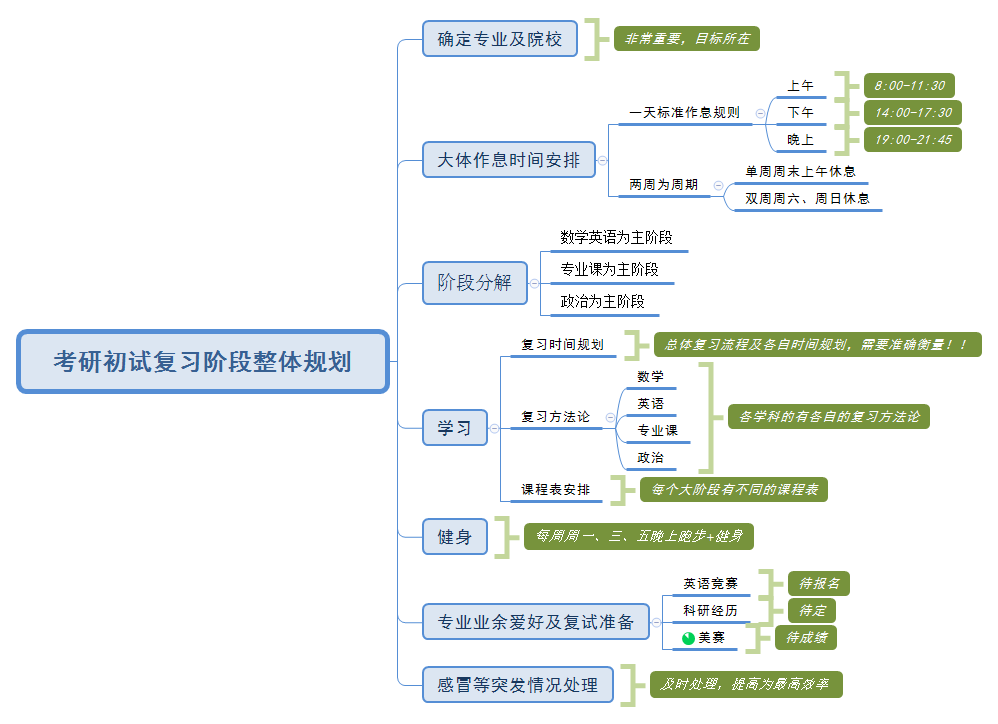 考研初试复习阶段整体规划
确定专业及院校
非常重要，目标所在
大体作息时间安排
一天标准作息规则
上午
8:00-11:30
下午
14:00-17:30
晚上
19:00-21:45
两周为周期
单周周末上午休息
双周周六、周日休息
阶段分解
数学英语为主阶段
专业课为主阶段
政治为主阶段
学习
复习时间规划
总体复习流程及各自时间规划，需要准确衡量！！
复习方法论
数学
英语
专业课
政治
各学科的有各自的复习方法论
课程表安排
每个大阶段有不同的课程表
健身
每周周一、三、五晚上跑步+健身
专业业余爱好及复试准备
英语竞赛
待报名
科研经历
待定
美赛
待成绩
感冒等突发情况处理
及时处理，提高为最高效率